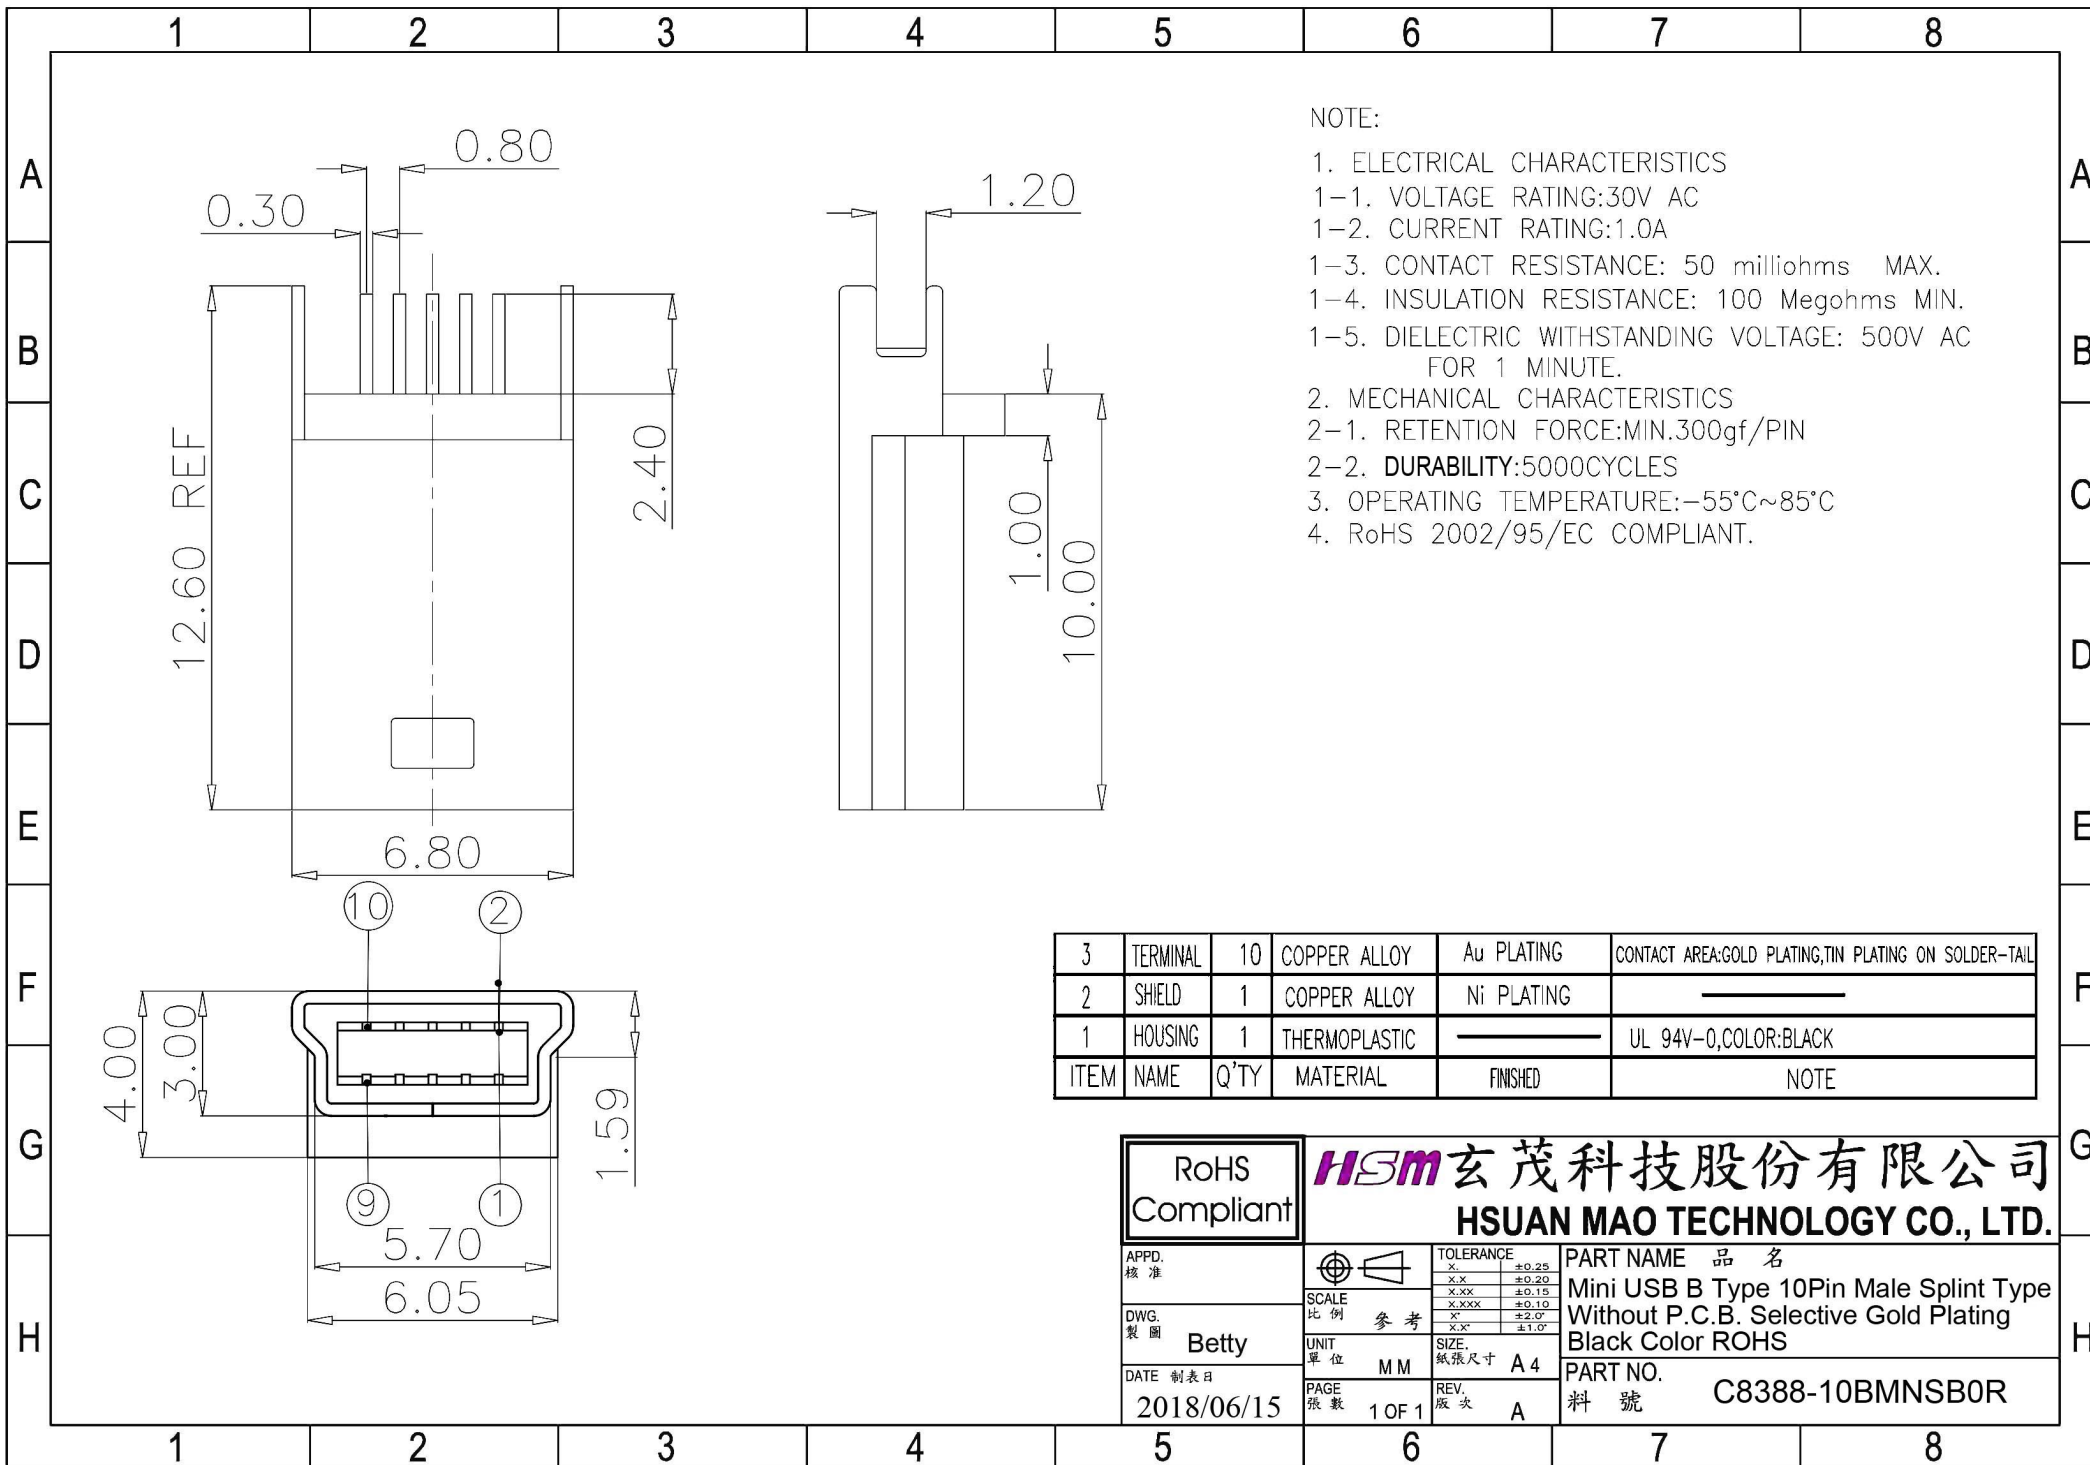 1 2 3 4 5 6 7 8
A A
B B
C C
D D
E E
F F
G G
H H
0.80
0.30
12.60 REF
2.40
6.80
1.20
1.00
10.00
NOTE:
1. ELECTRICAL CHARACTERISTICS
1-1. VOLTAGE RATING:30V AC
1-2. CURRENT RATING:1.0A
1-3. CONTACT RESISTANCE: 50 milliohms MAX.
1-4. INSULATION RESISTANCE: 100 Megohms MIN.
1-5. DIELECTRIC WITHSTANDING VOLTAGE: 500V AC
FOR 1 MINUTE.
2. MECHANICAL CHARACTERISTICS
2-1. RETENTION FORCE:MIN.300gf/PIN
2-2. DURABILITY:5000CYCLES
3. OPERATING TEMPERATURE:-55°C~85°C
4. RoHS 2002/95/EC COMPLIANT.
10 2
4.00
3.00
1.59
9 1
5.70
6.05
3 TERMINAL 10 COPPER ALLOY Au PLATING CONTACT AREA:GOLD PLATING,TIN PLATING ON SOLDER-TAIL
2 SHIELD 1 COPPER ALLOY Ni PLATING
1 HOUSING 1 THERMOPLASTIC UL 94V-0,COLOR:BLACK
ITEM NAME Q'TY MATERIAL FINISHED NOTE
RoHS
Compliant
HSM 玄茂科技股份有限公司
HSUAN MAO TECHNOLOGY CO., LTD.
APPD.
核 准
DWG.
製 圖
Betty
DATE 制表日
2018/06/15
SCALE
比 例 參 考
UNIT
單 位 MM
PAGE
張 數 1 OF 1
TOLERANCE
X. ±0.25
X.X ±0.20
X.XX ±0.15
X.XXX ±0.10
X° ±2.0°
X.X° ±1.0°
SIZE.
紙張尺寸 A4
REV.
版 次 A
PART NAME 品 名
Mini USB B Type 10Pin Male Splint Type
Without P.C.B. Selective Gold Plating
Black Color ROHS
PART NO.
料 號 C8388-10BMNSB0R
1 2 3 4 5 6 7 8